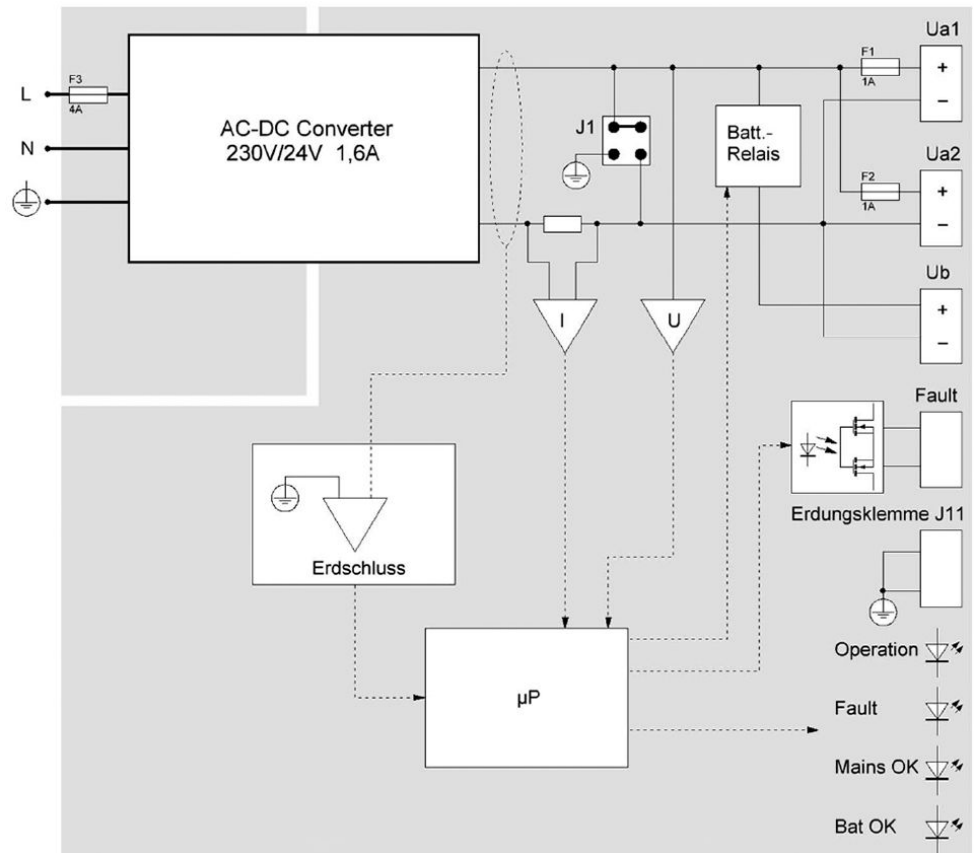 Ua1
F3
F1
L
4A
1A
+
−
AC-DC Converter
230V/24V 1,6A
N
J1
Batt.-
Relais
Ua2
F2
1A
+
−
Ub
I
U
+
−
Fault
Erdungsklemme J11
Erdschluss
Operation
µP
Fault
Mains OK
Bat OK